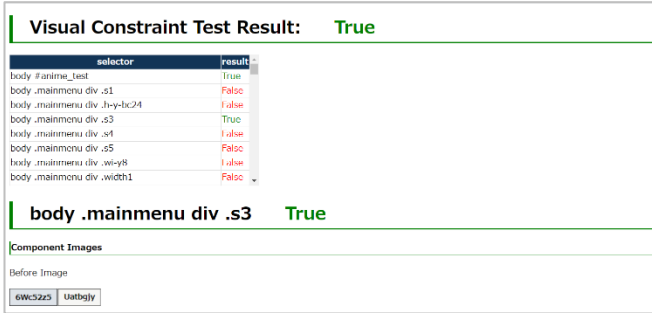 Visual Constraint Test Result: True
selector result
body #anime_test True
body .mainmenu div .s1 False
body .mainmenu div .h-y-bc24 False
body .mainmenu div .s3 True
body .mainmenu div .s4 False
body .mainmenu div .s5 False
body .mainmenu div .wi-y8 False
body .mainmenu div .width1 False
body .mainmenu div .s3 True
Component Images
Before Image
6Wc52z5 Uatbgjy